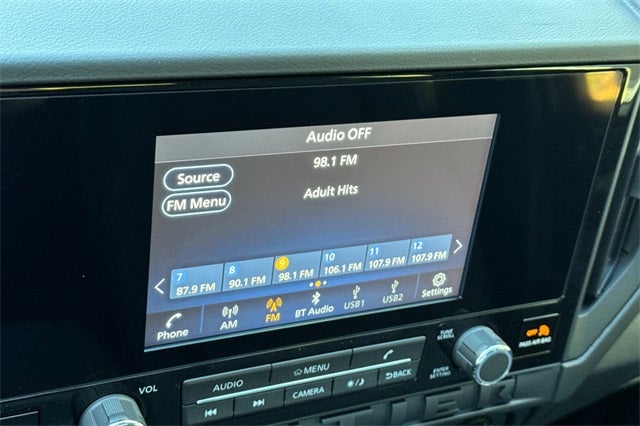 Audio OFF
98.1 FM
Source
Adult Hits
FM Menu
7 8 9 10 11 12
87.9 FM 90.1 FM 98.1 FM 106.1 FM 107.9 FM 107.9 FM
Phone AM FM BT Audio USB1 USB2 Settings
TUNE
SCROLL
PASS AIR BAG
VOL
AUDIO MENU
CAMERA BACK
ENTER
SETTING